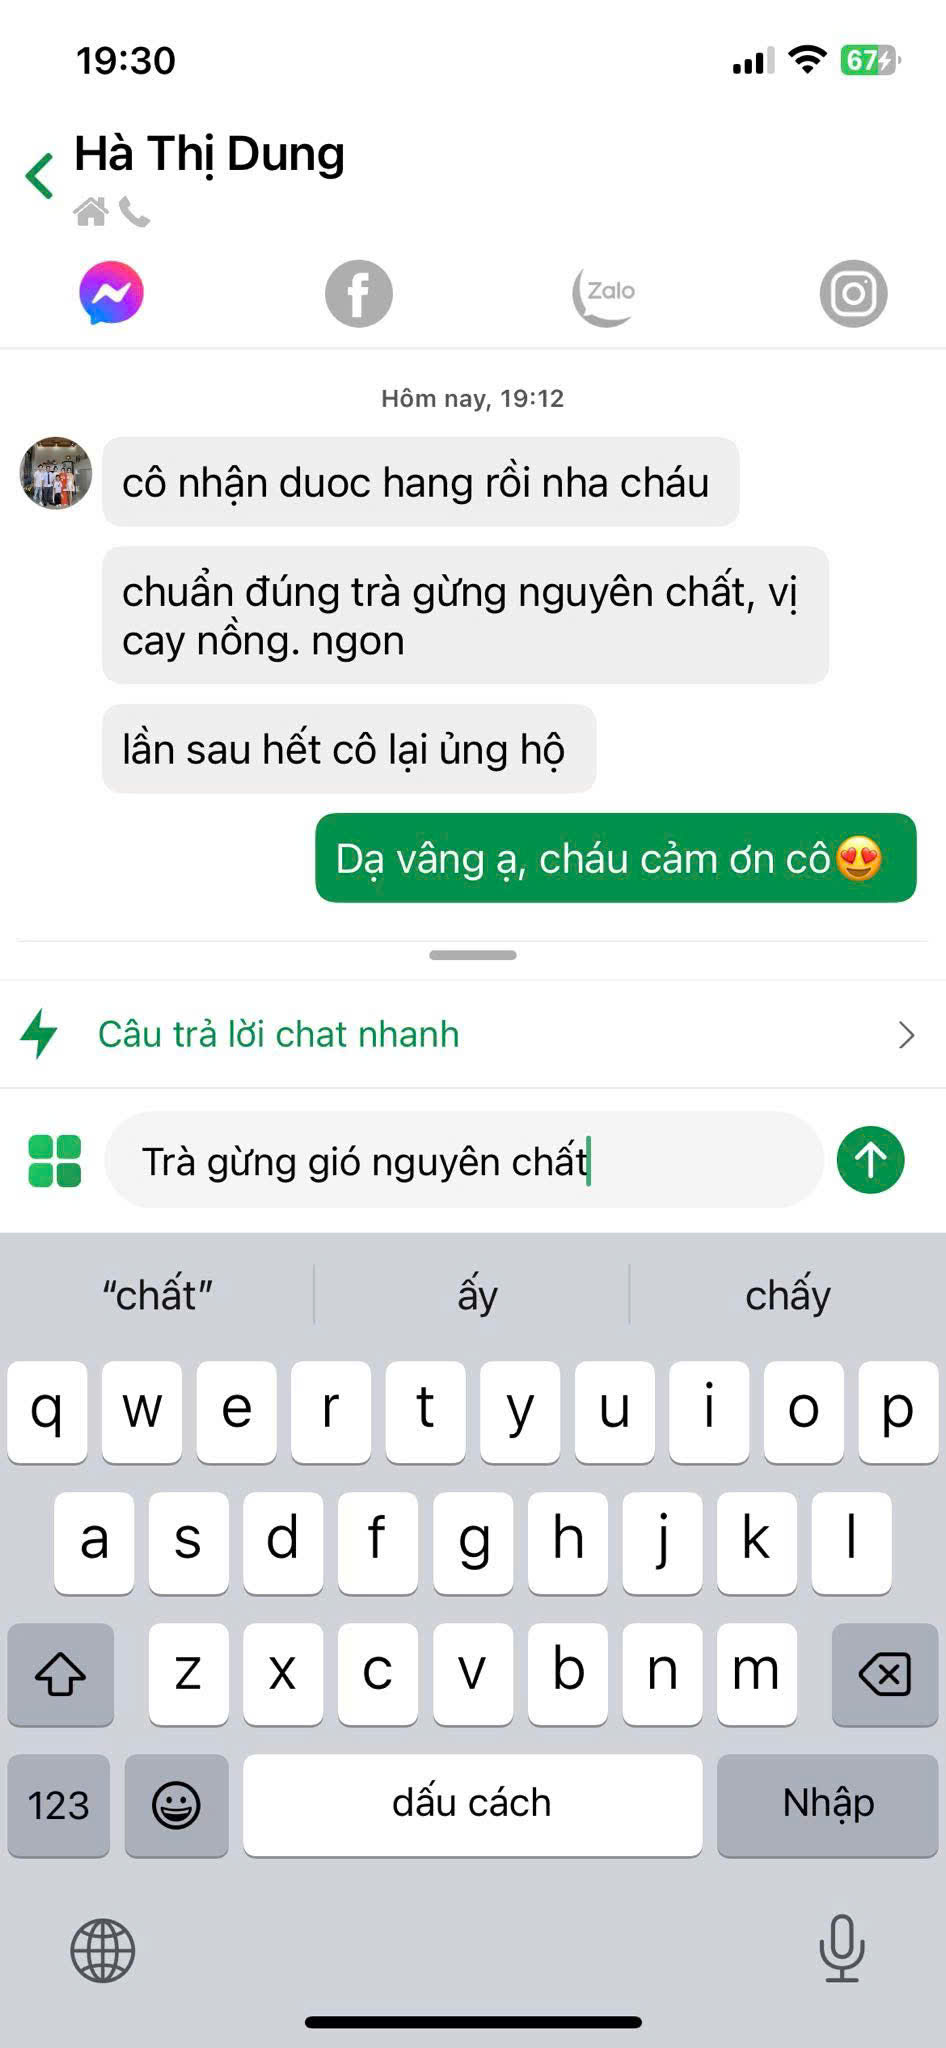 19:30
67
Hà Thị Dung
Zalo
Hôm nay, 19:12
cô nhận duoc hang rồi nha cháu
chuẩn đúng trà gừng nguyên chất, vị
cay nồng. ngon
lần sau hết cô lại ủng hộ
Dạ vâng ạ, cháu cảm ơn cô😍
Câu trả lời chat nhanh
Trà gừng gió nguyên chất
“chất” ấy chấy
q w e r t y u i o p
a s d f g h j k l
z x c v b n m
123 dấu cách Nhập